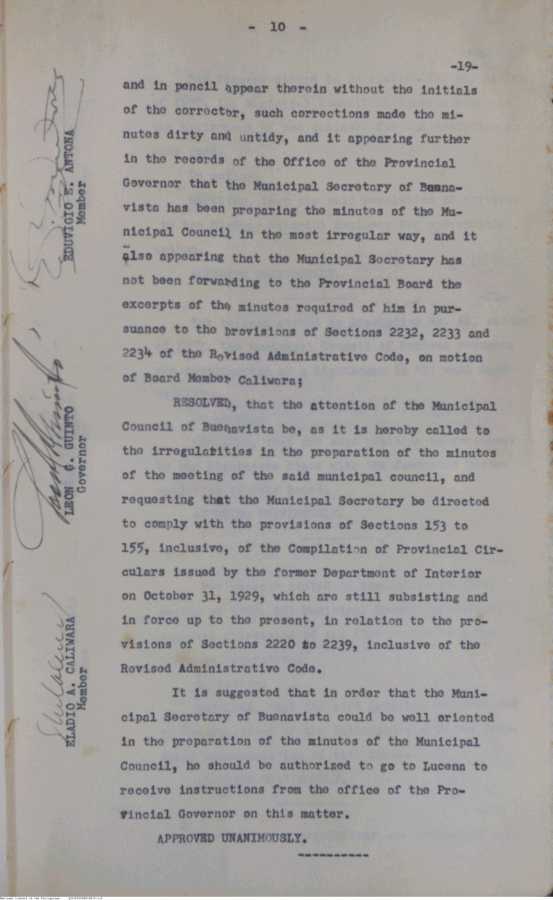 - 10 -
-19-
and in pencil appear therein without the initials
of the corrector, such corrections made the mi-
nutes dirty and untidy, and it appearing further
in the records of the Office of the Provincial
Governor that the Municipal Secretary of Buena-
vista has been preparing the minutes of the Mu-
nicipal Council in the most irregular way, and it
also appearing that the Municipal Secretary has
not been forwarding to the Provincial Board the
excerpts of the minutes required of him in pur-
suance to the provisions of Sections 2232, 2233 and
2234 of the Revised Administrative Code, on motion
of Board Member Caliwara;
RESOLVED, that the attention of the Municipal
Council of Buenavista be, as it is hereby called to
the irregularities in the preparation of the minutes
of the meeting of the said municipal council, and
requesting that the Municipal Secretary be directed
to comply with the provisions of Sections 153 to
155, inclusive, of the Compilation of Provincial Cir-
culars issued by the former Department of Interior
on October 31, 1929, which are still subsisting and
in force up to the present, in relation to the pro-
visions of Sections 2220 to 2239, inclusive of the
Revised Administrative Code.
It is suggested that in order that the Muni-
cipal Secretary of Buenavista could be well oriented
in the preparation of the minutes of the Municipal
Council, he should be authorized to go to Lucena to
receive instructions from the office of the Pro-
vincial Governor on this matter.
APPROVED UNANIMOUSLY.
-----------
EDUVIGIO E. ANTONA
Member
LEON G. GUINTO
Governor
ELADIO A. CALIWARA
Member
National Library of the Philippines